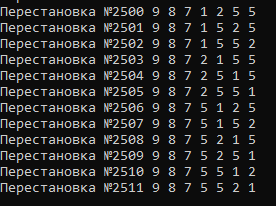 Перестановка №2500 9 8 7 1 2 5 5
Перестановка №2501 9 8 7 1 5 2 5
Перестановка №2502 9 8 7 1 5 5 2
Перестановка №2503 9 8 7 2 1 5 5
Перестановка №2504 9 8 7 2 5 1 5
Перестановка №2505 9 8 7 2 5 5 1
Перестановка №2506 9 8 7 5 1 2 5
Перестановка №2507 9 8 7 5 1 5 2
Перестановка №2508 9 8 7 5 2 1 5
Перестановка №2509 9 8 7 5 2 5 1
Перестановка №2510 9 8 7 5 5 1 2
Перестановка №2511 9 8 7 5 5 2 1